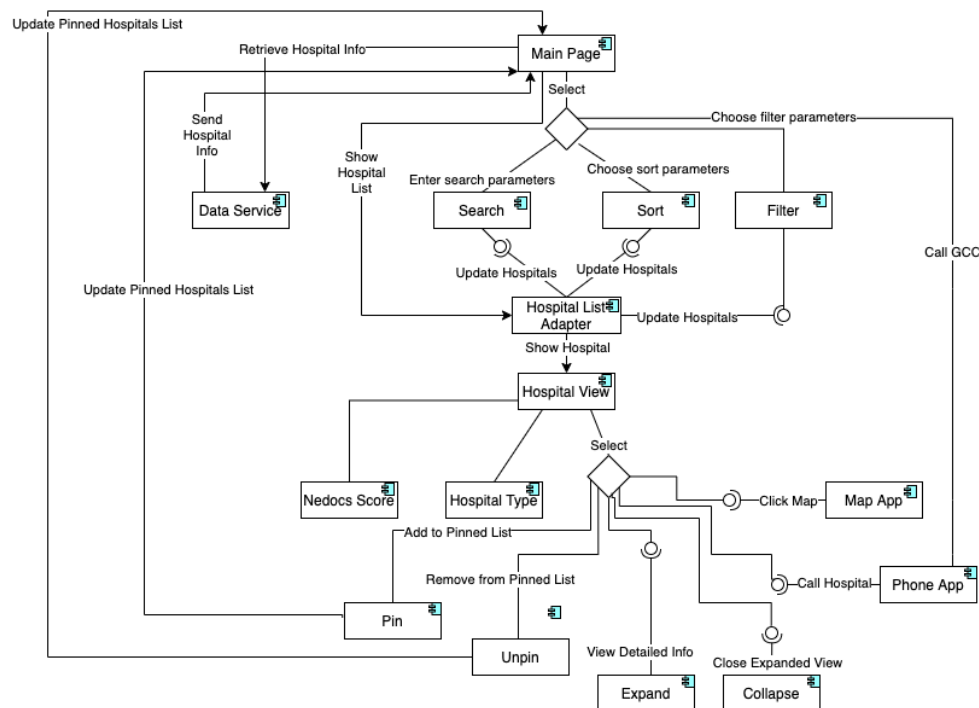 Update Pinned Hospitals List
Retrieve Hospital Info
Main Page
Select
Send
Hospital
Info
Choose filter parameters
Show
Hospital
List
Enter search parameters
Choose sort parameters
Data Service
Search
Sort
Filter
Call GCC
Update Hospitals
Update Hospitals
Update Pinned Hospitals List
Hospital List
Adapter
Update Hospitals
Show Hospital
Hospital View
Select
Nedocs Score
Hospital Type
Click Map
Map App
Add to Pinned List
Remove from Pinned List
Call Hospital
Phone App
Pin
Unpin
View Detailed Info
Close Expanded View
Expand
Collapse